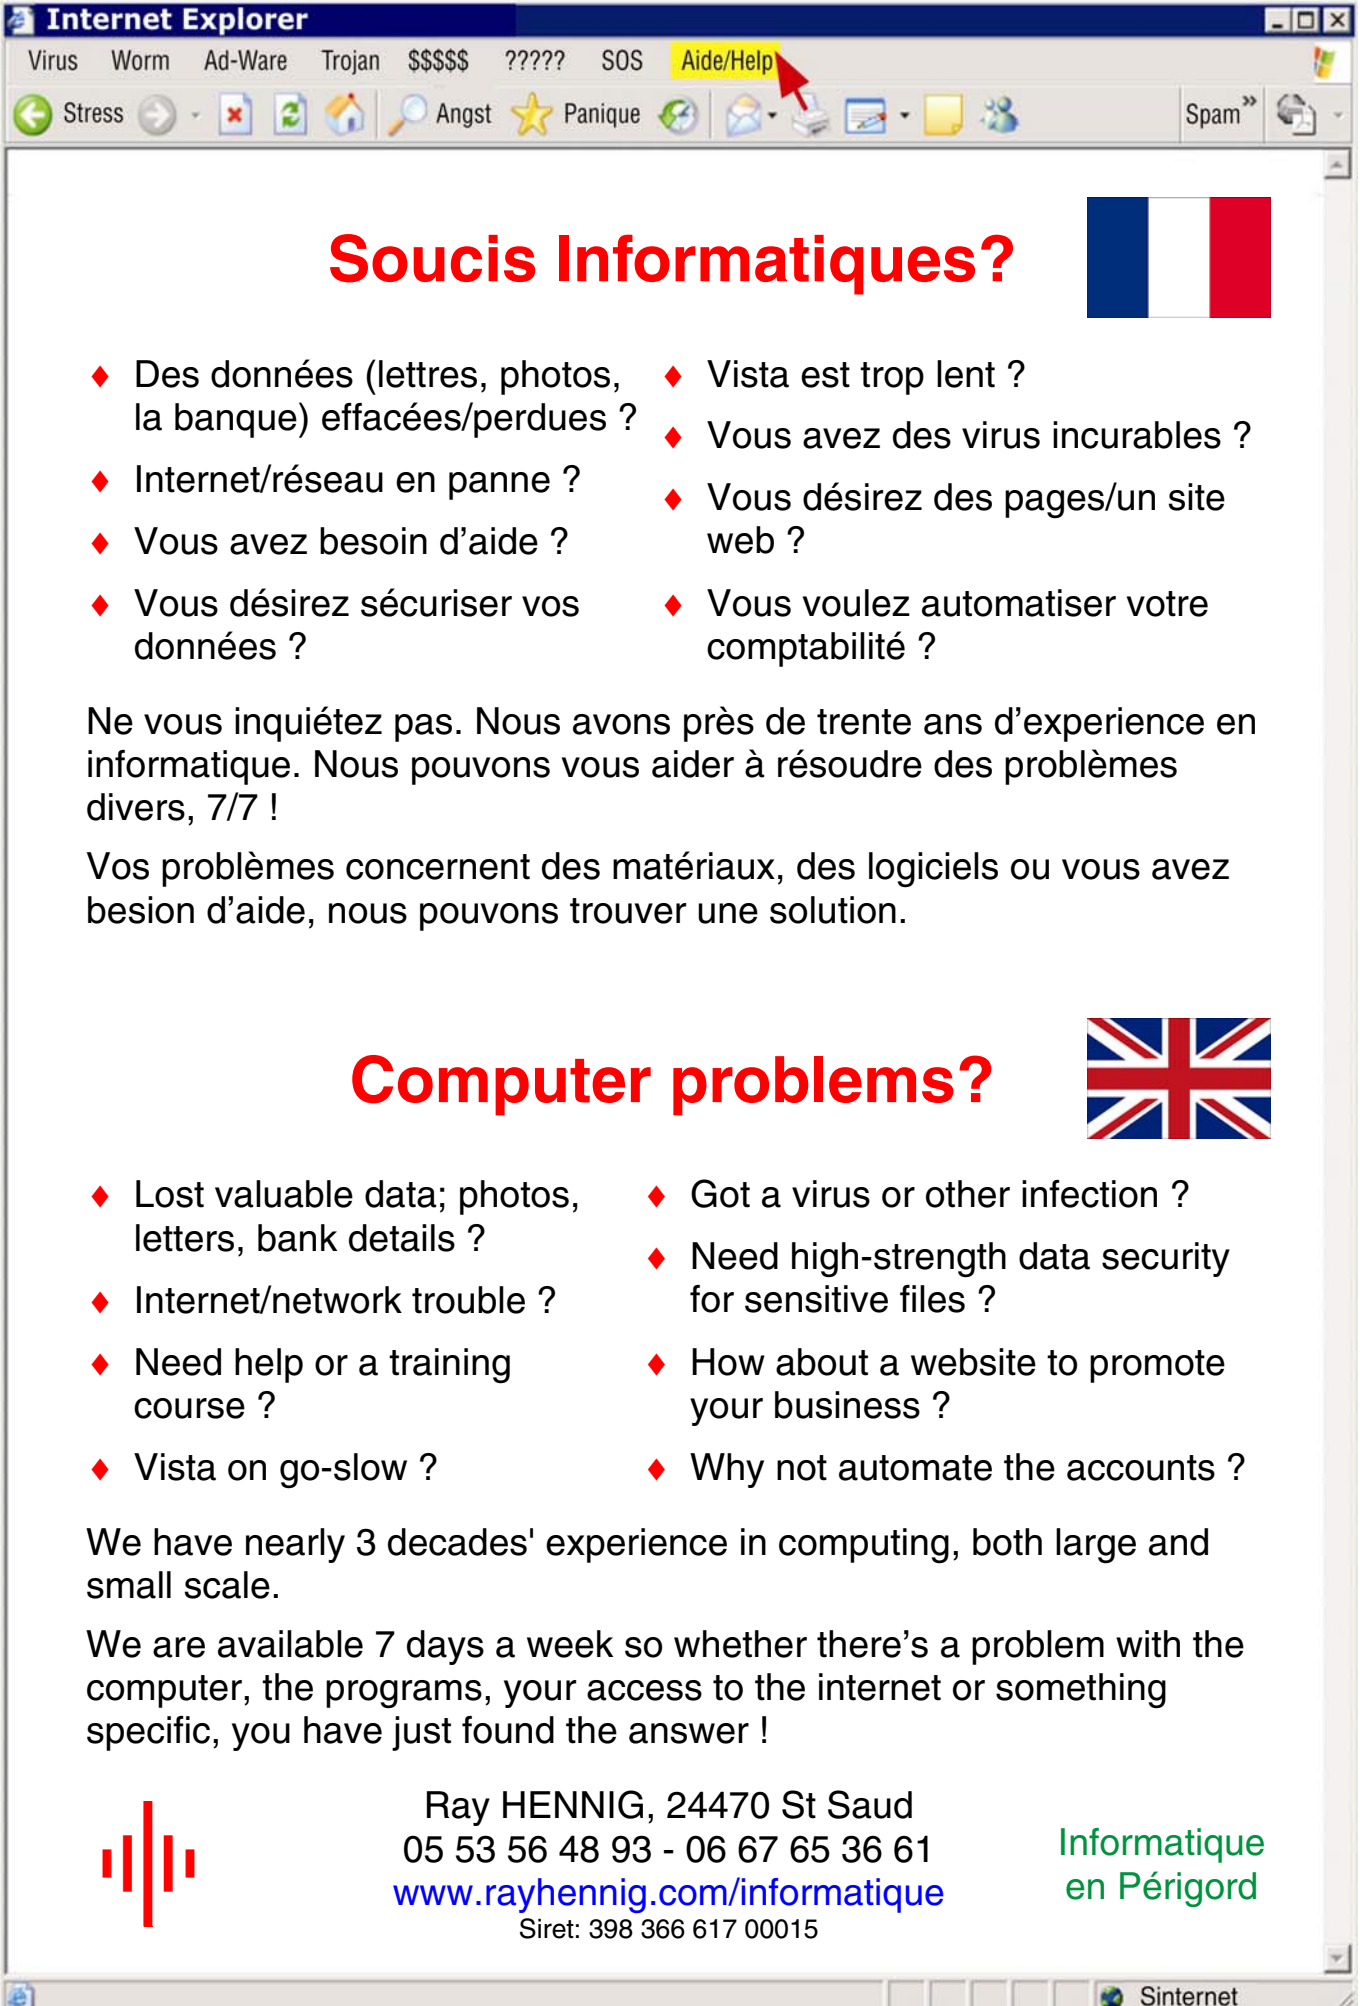 Internet Explorer
Virus Worm Ad-Ware Trojan $$$$$ ????? SOS Aide/Help
Stress Angst Panique Spam»
Soucis Informatiques?
♦ Des données (lettres, photos,
la banque) effacées/perdues ?
♦ Internet/réseau en panne ?
♦ Vous avez besoin d’aide ?
♦ Vous désirez sécuriser vos
données ?
♦ Vista est trop lent ?
♦ Vous avez des virus incurables ?
♦ Vous désirez des pages/un site
web ?
♦ Vous voulez automatiser votre
comptabilité ?
Ne vous inquiétez pas. Nous avons près de trente ans d’experience en
informatique. Nous pouvons vous aider à résoudre des problèmes
divers, 7/7 !
Vos problèmes concernent des matériaux, des logiciels ou vous avez
besion d’aide, nous pouvons trouver une solution.
Computer problems?
♦ Lost valuable data; photos,
letters, bank details ?
♦ Internet/network trouble ?
♦ Need help or a training
course ?
♦ Vista on go-slow ?
♦ Got a virus or other infection ?
♦ Need high-strength data security
for sensitive files ?
♦ How about a website to promote
your business ?
♦ Why not automate the accounts ?
We have nearly 3 decades' experience in computing, both large and
small scale.
We are available 7 days a week so whether there’s a problem with the
computer, the programs, your access to the internet or something
specific, you have just found the answer !
Ray HENNIG, 24470 St Saud
05 53 56 48 93 - 06 67 65 36 61
www.rayhennig.com/informatique
Siret: 398 366 617 00015
Informatique
en Périgord
Sinternet